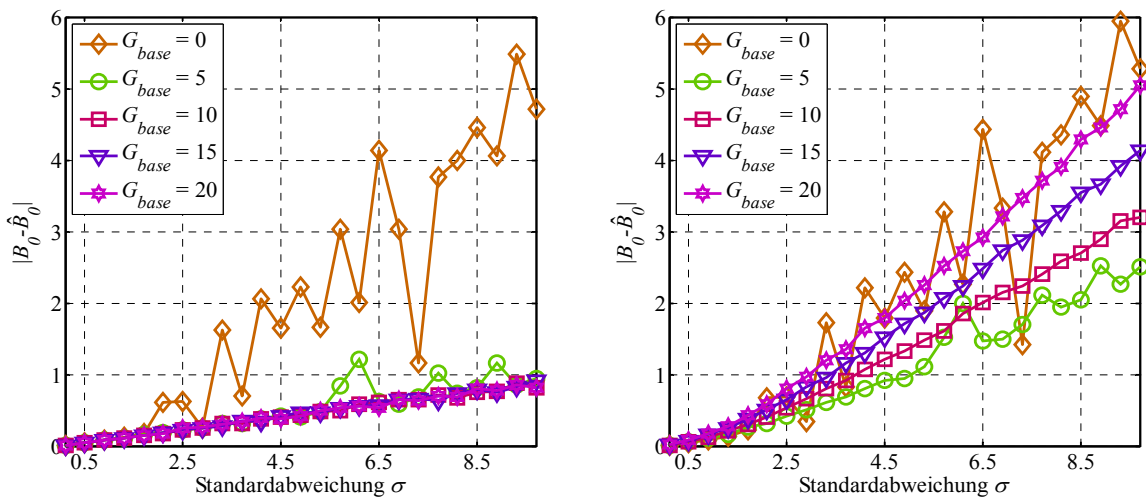 6
5
4
3
2
1
0
|B_0-B̂_0|
G_base = 0
G_base = 5
G_base = 10
G_base = 15
G_base = 20
0.5 2.5 4.5 6.5 8.5
Standardabweichung σ
6
5
4
3
2
1
0
|B_0-B̂_0|
G_base = 0
G_base = 5
G_base = 10
G_base = 15
G_base = 20
0.5 2.5 4.5 6.5 8.5
Standardabweichung σ